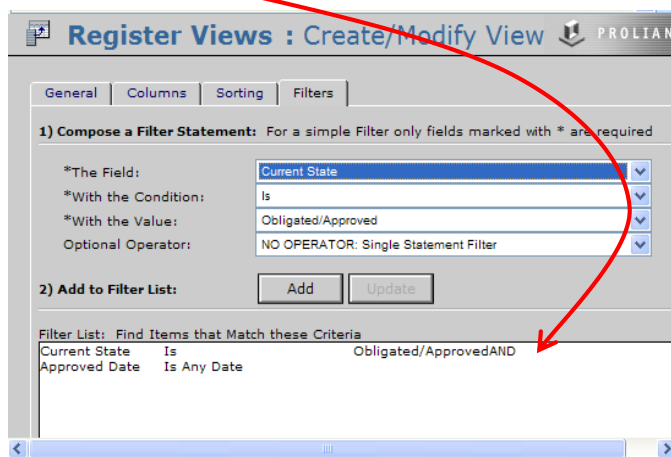 Register Views : Create/Modify View PROLIAN
General Columns Sorting Filters
1) Compose a Filter Statement: For a simple Filter only fields marked with * are required
*The Field: Current State
*With the Condition: Is
*With the Value: Obligated/Approved
Optional Operator: NO OPERATOR: Single Statement Filter
2) Add to Filter List: Add Update
Filter List: Find Items that Match these Criteria
Current State Is Obligated/ApprovedAND
Approved Date Is Any Date